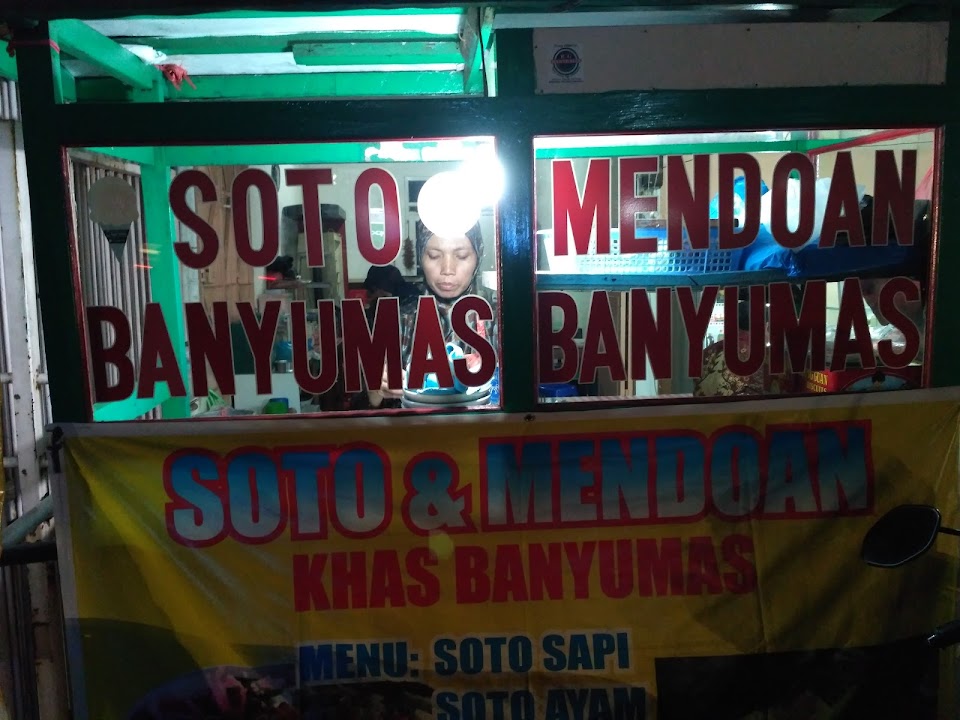 SOTO
BANYUMAS
MENDOAN
BANYUMAS
SOTO & MENDOAN
KHAS BANYUMAS
MENU: SOTO SAPI
SOTO AYAM